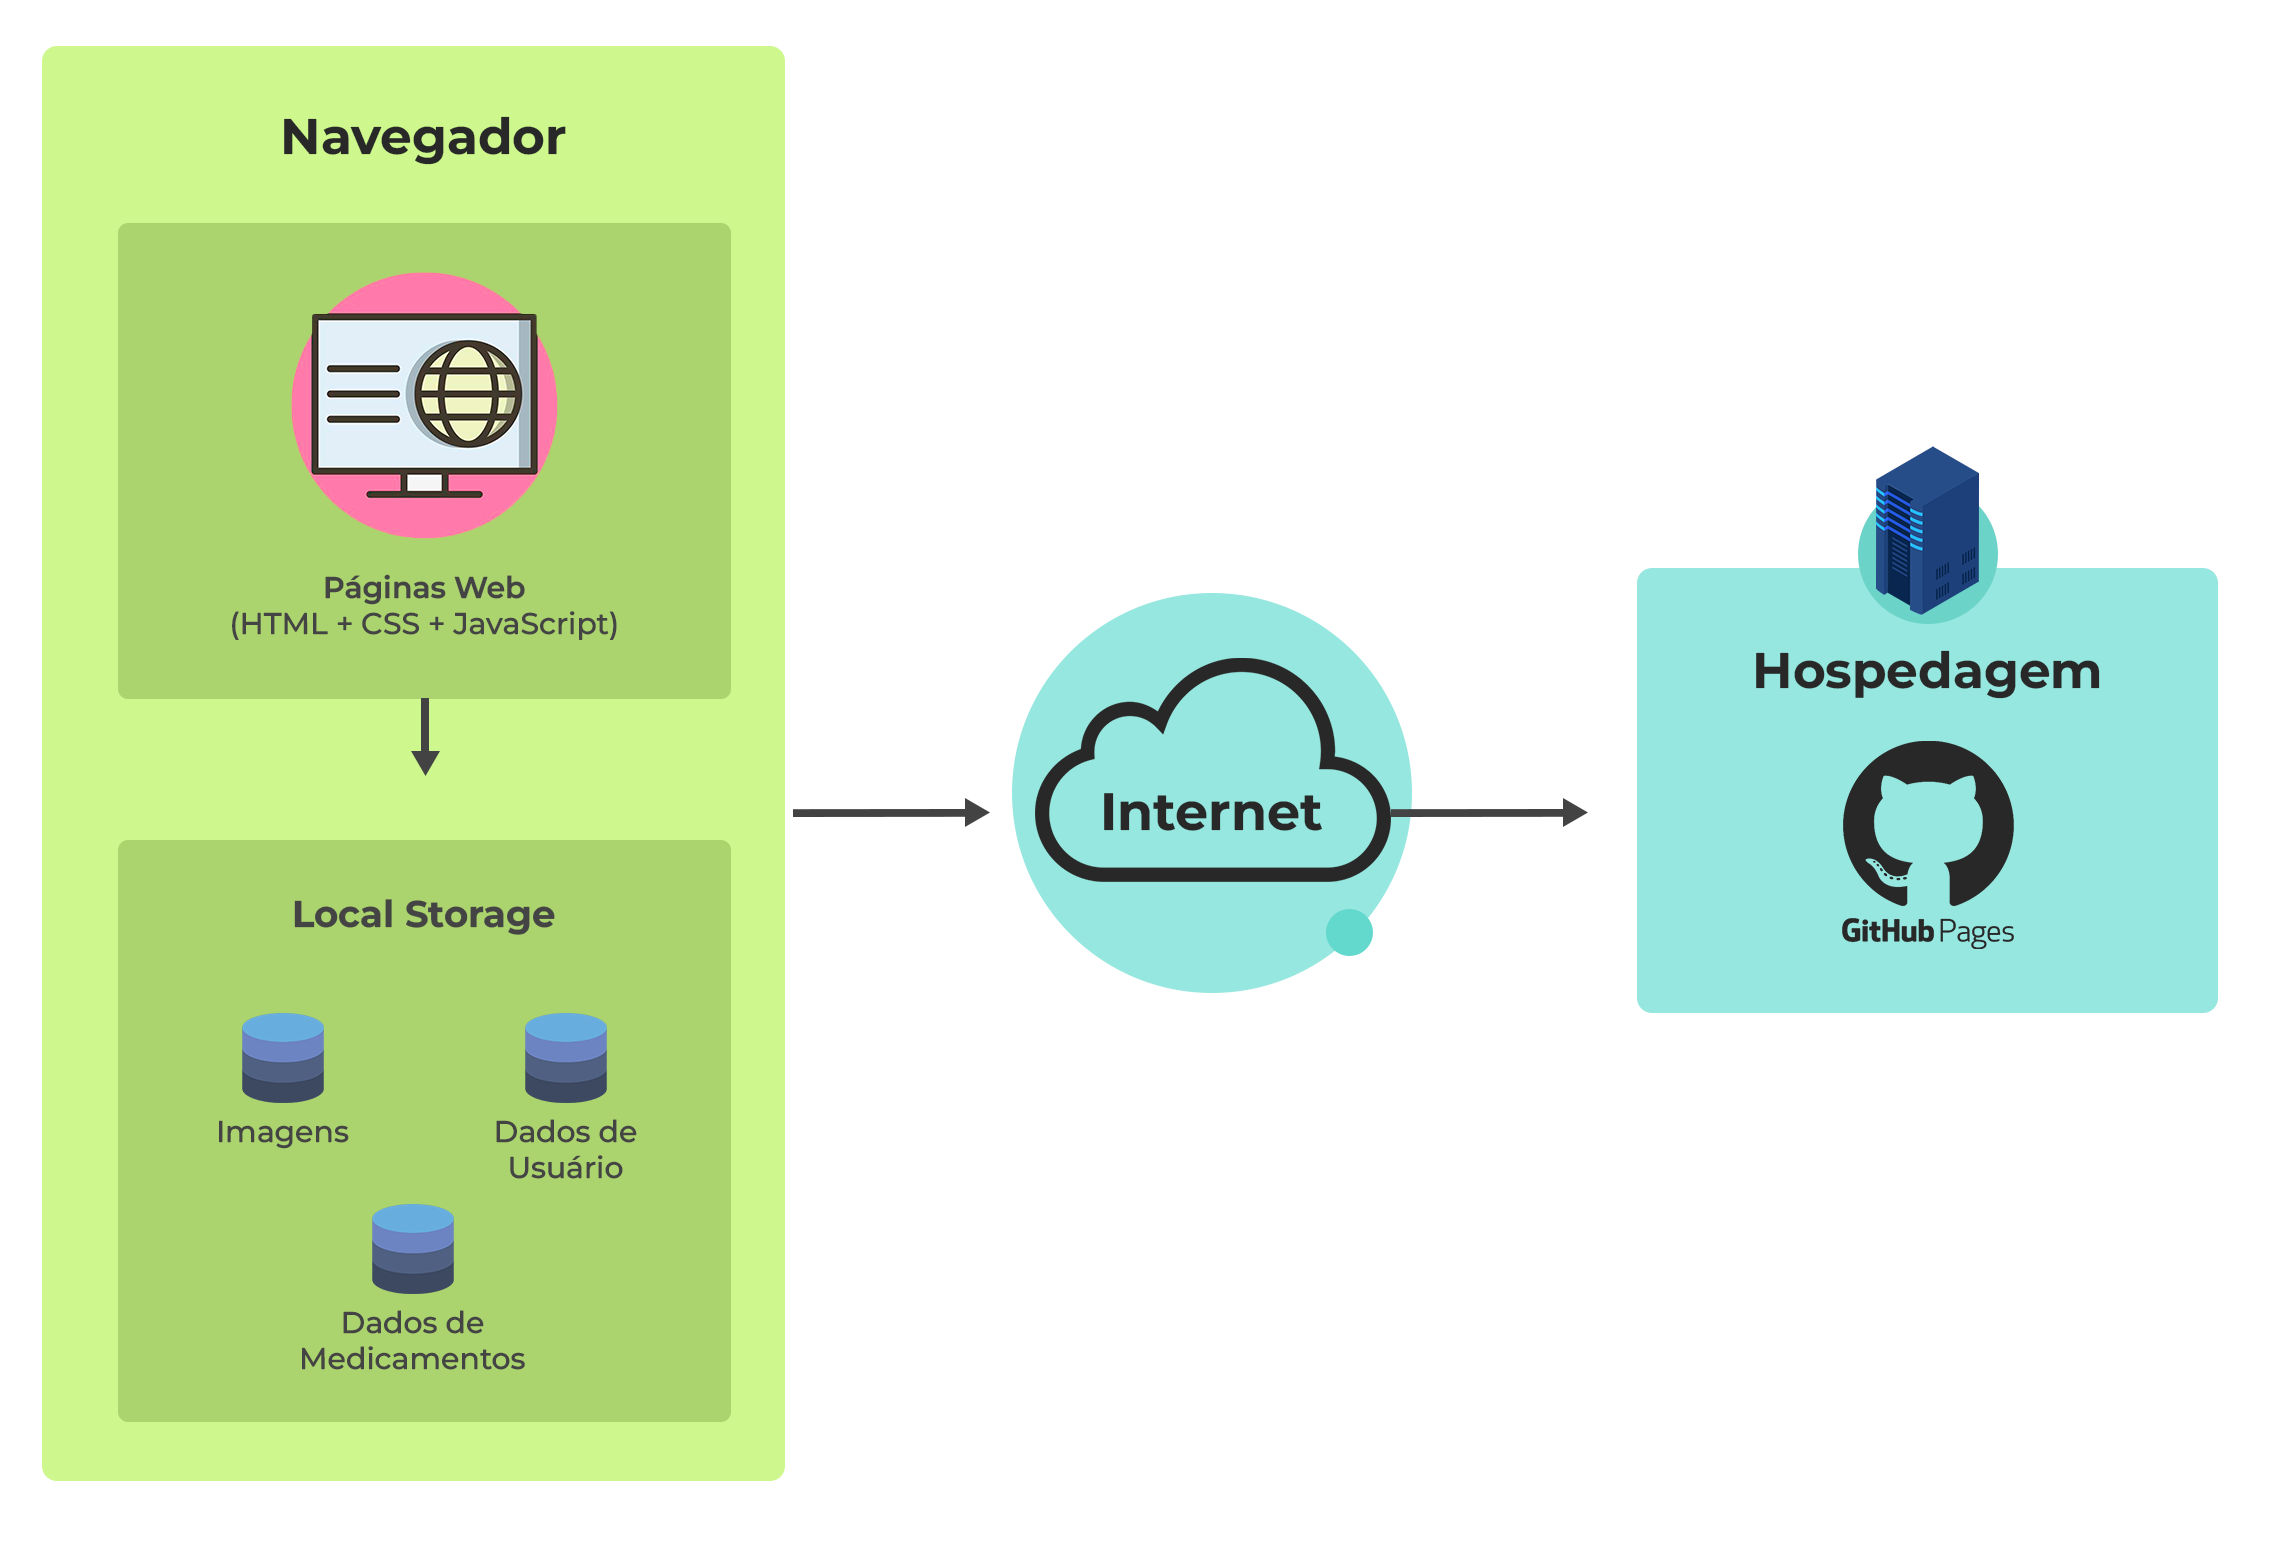 Navegador
Páginas Web
(HTML + CSS + JavaScript)
Local Storage
Imagens
Dados de
Usuário
Dados de
Medicamentos
Internet
Hospedagem
GitHub Pages